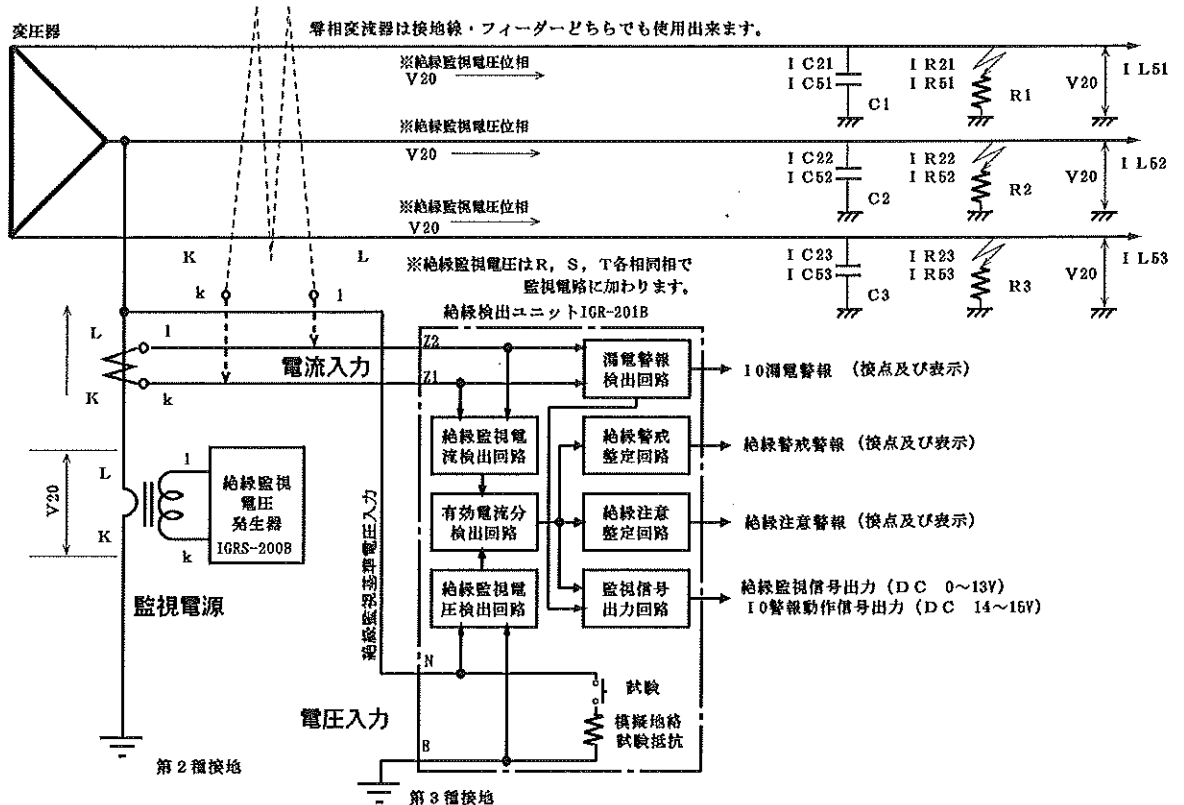 変圧器
零相変流器は接地線・フィーダーどちらでも使用出来ます。
※絶縁監視電圧位相
V20
I C21
I C51
C1
I R21
I R51
R1
V20
I L51
※絶縁監視電圧位相
V20
I C22
I C52
C2
I R22
I R52
R2
V20
I L52
※絶縁監視電圧位相
V20
I C23
I C53
C3
I R23
I R53
R3
V20
I L53
K
L
k
l
※絶縁監視電圧はR, S, T各相同相で
監視電路に加わります。
絶縁検出ユニットIGR-201B
L
K
l
k
電流入力
Z2
Z1
漏電警報
検出回路
I0漏電警報 (接点及び表示)
絶縁監視電
流検出回路
絶縁警戒
整定回路
絶縁警戒警報 (接点及び表示)
有効電流分
検出回路
絶縁注意
整定回路
絶縁注意警報 (接点及び表示)
絶縁監視電
圧検出回路
監視信号
出力回路
絶縁監視信号出力 (DC 0~13V)
I0警報動作信号出力 (DC 14~15V)
V20
L
K
l
k
絶縁監視
電圧
発生器
IGRS-200B
監視電源
絶縁監視基準電圧入力
N
電圧入力
E
試験
模擬地絡
試験抵抗
第2種接地
第3種接地